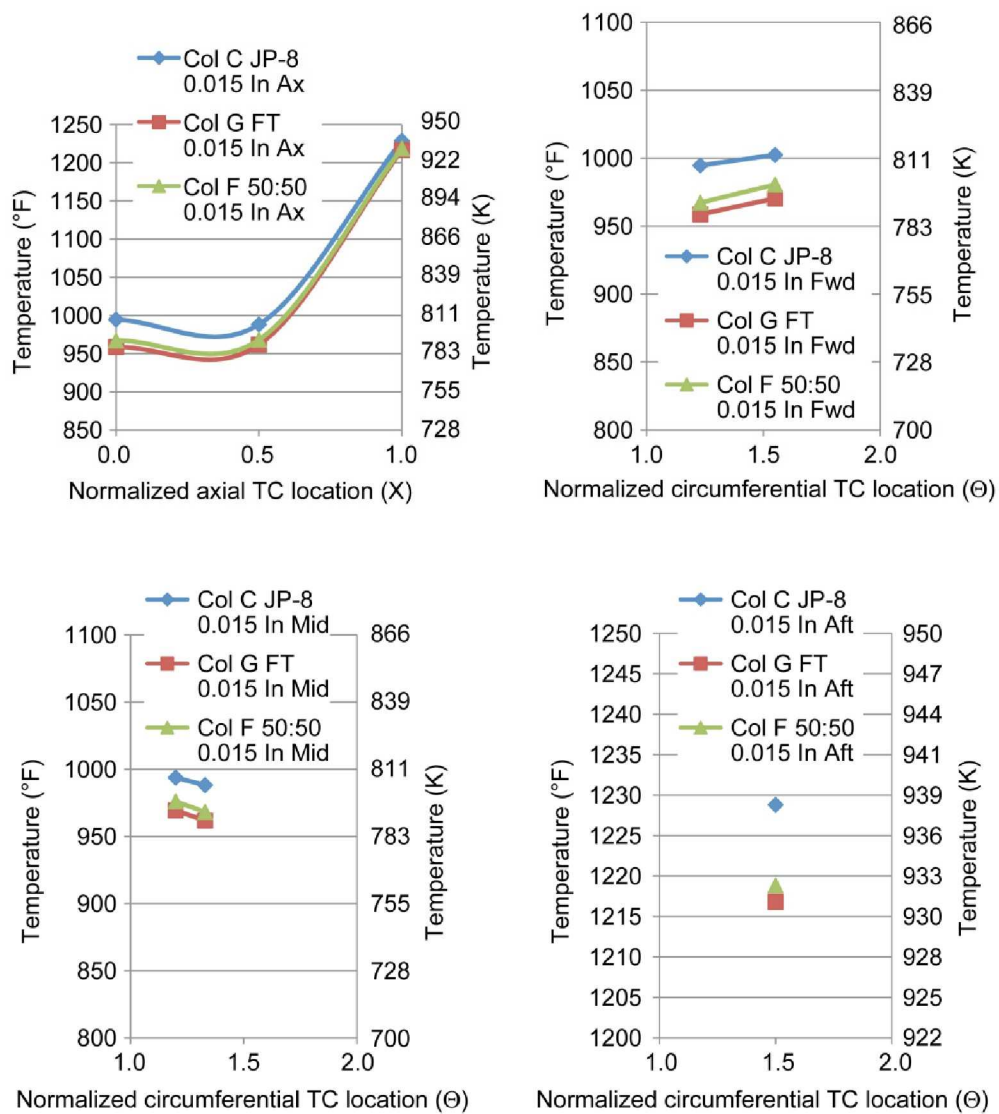 Col C JP-8
0.015 In Ax
Col G FT
0.015 In Ax
Col F 50:50
0.015 In Ax
Temperature (°F)
1250
1200
1150
1100
1050
1000
950
900
850
950
922
894
866
839
811
783
755
728
Temperature (K)
0.0 0.5 1.0
Normalized axial TC location (X)
Temperature (°F)
1100
1050
1000
950
900
850
800
866
839
811
783
755
728
700
Temperature (K)
Col C JP-8
0.015 In Fwd
Col G FT
0.015 In Fwd
Col F 50:50
0.015 In Fwd
1.0 1.5 2.0
Normalized circumferential TC location (Θ)
Col C JP-8
0.015 In Mid
Col G FT
0.015 In Mid
Col F 50:50
0.015 In Mid
Temperature (°F)
1100
1050
1000
950
900
850
800
866
839
811
783
755
728
700
Temperature (K)
1.0 1.5 2.0
Normalized circumferential TC location (Θ)
Col C JP-8
0.015 In Aft
Col G FT
0.015 In Aft
Col F 50:50
0.015 In Aft
Temperature (°F)
1250
1245
1240
1235
1230
1225
1220
1215
1210
1205
1200
950
947
944
941
939
936
933
930
928
925
922
Temperature (K)
1.0 1.5 2.0
Normalized circumferential TC location (Θ)